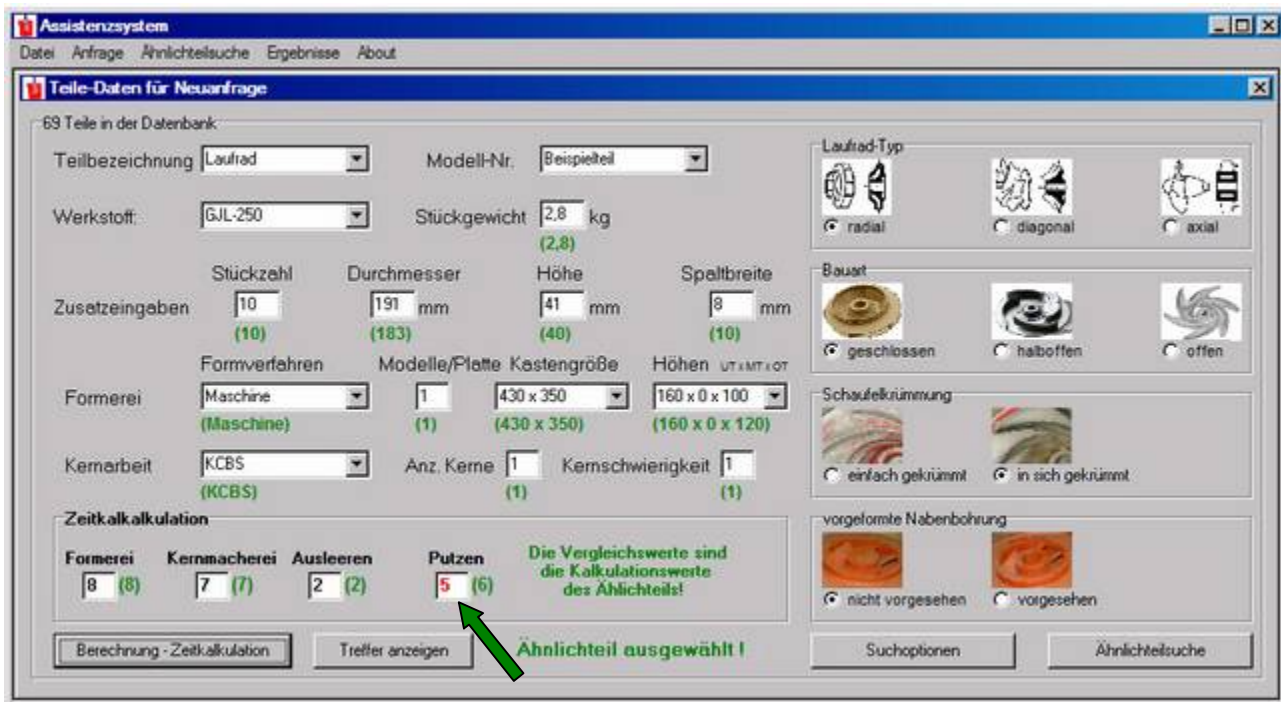 Assistenzsystem
Datei Anfrage Ähnlichteilsuche Ergebnisse About
Teile-Daten für Neuanfrage
69 Teile in der Datenbank
Teilbezeichnung Laufrad Modell-Nr. Beispielteil
Werkstoff: GJL-250 Stückgewicht 2,8 kg
(2,8)
Stückzahl Durchmesser Höhe Spaltbreite
Zusatzeingaben 10 191 mm 41 mm 8 mm
(10) (183) (40) (10)
Formverfahren Modelle/Platte Kastengröße Höhen UT x MT x OT
Formerei Maschine 1 430 x 350 160 x 0 x 100
(Maschine) (1) (430 x 350) (160 x 0 x 120)
Kernarbeit KCBS Anz. Kerne 1 Kernschwierigkeit 1
(KCBS) (1) (1)
Zeitkalkalkulation
Formerei Kernmacherei Ausleeren Putzen
8 (8) 7 (7) 2 (2) 5 (6)
Die Vergleichswerte sind
die Kalkulationswerte
des Ählichteils!
Berechnung - Zeitkalkulation Treffer anzeigen Ähnlichteil ausgewählt !
Laufrad-Typ
radial diagonal axial
Bauart
geschlossen halboffen offen
Schaufelkrümmung
einfach gekrümmt in sich gekrümmt
vorgeformte Nabenbohrung
nicht vorgesehen vorgesehen
Suchoptionen Ähnlichteilsuche